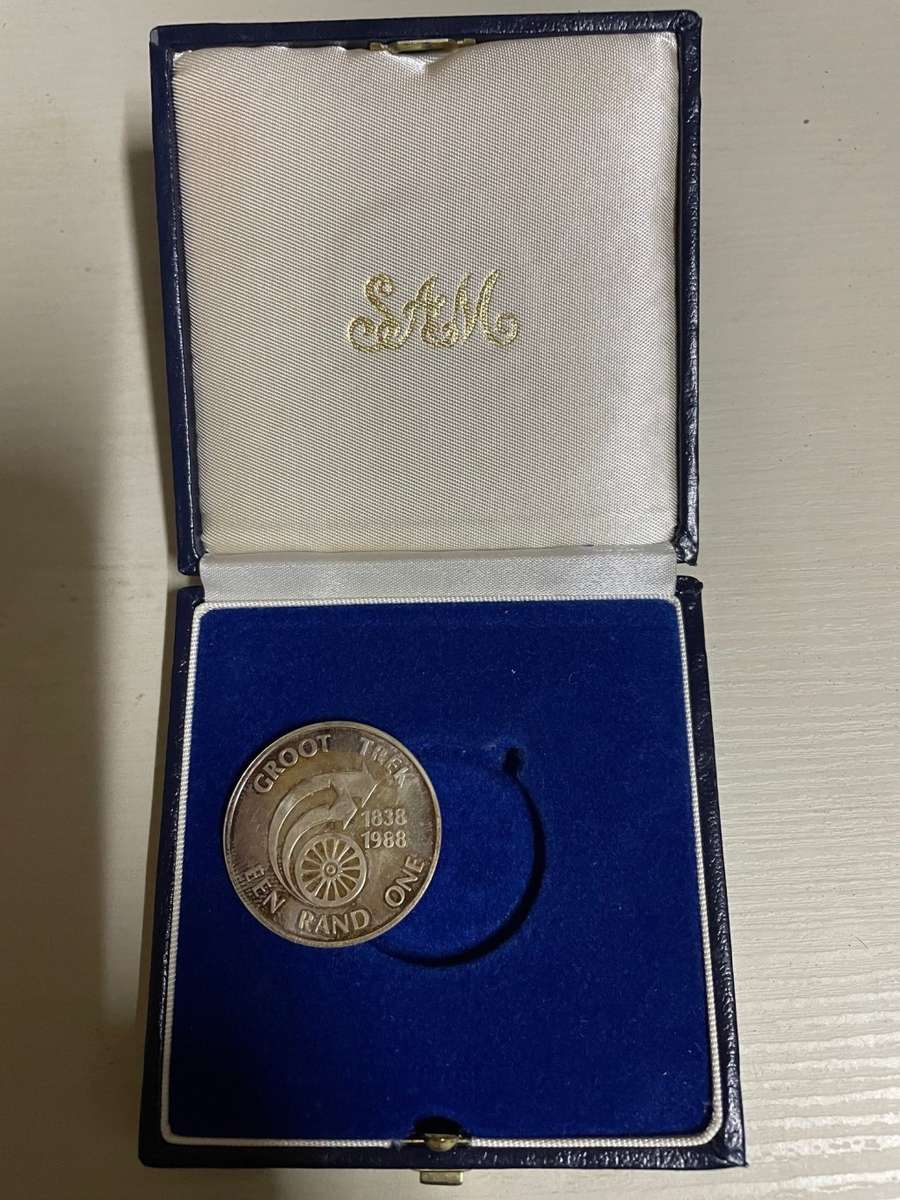 SAM
GROOT TREK
1838
1988
EEN RAND ONE